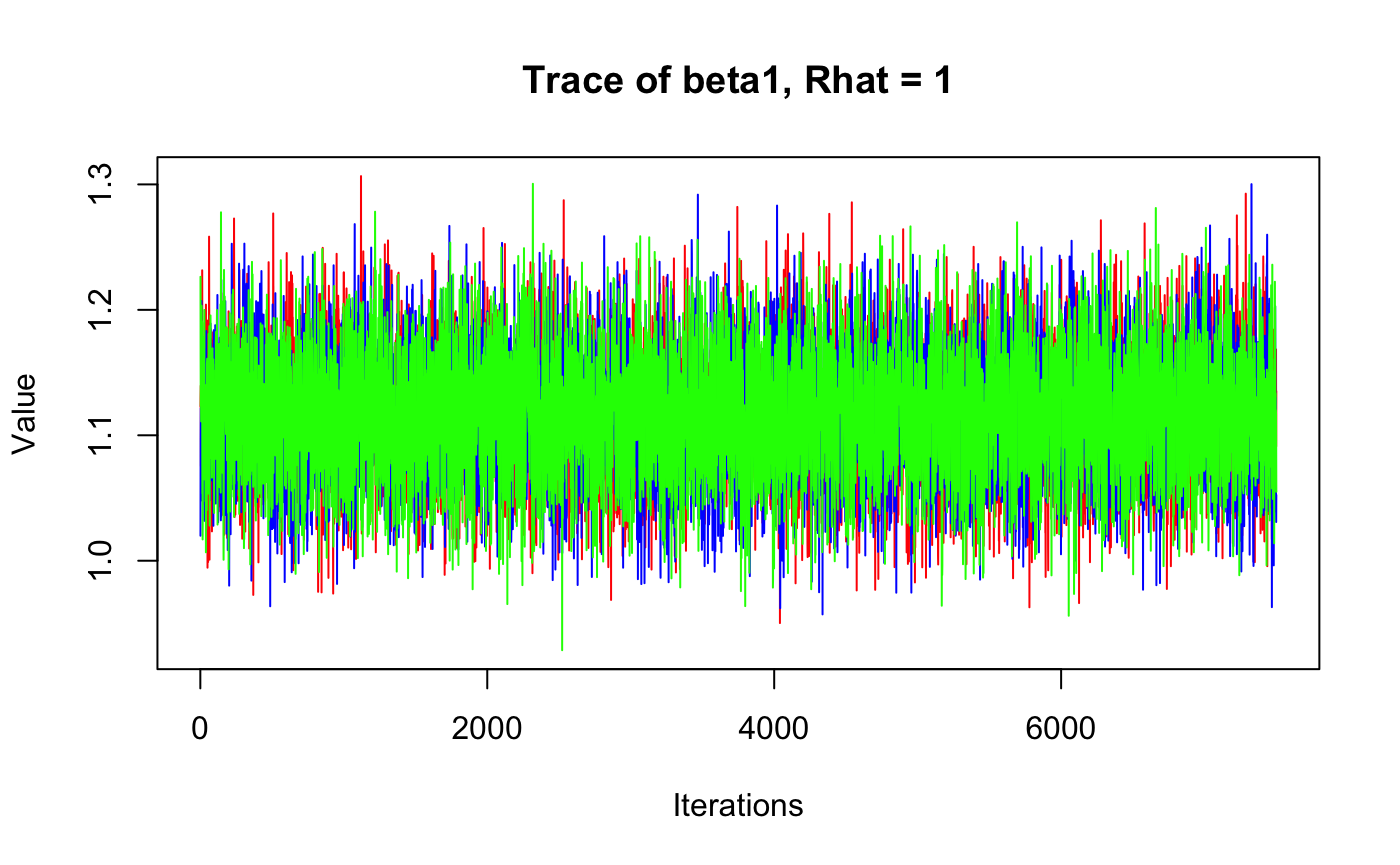 Trace of beta1, Rhat = 1
Value
1.3
1.2
1.1
1.0
0 2000 4000 6000
Iterations